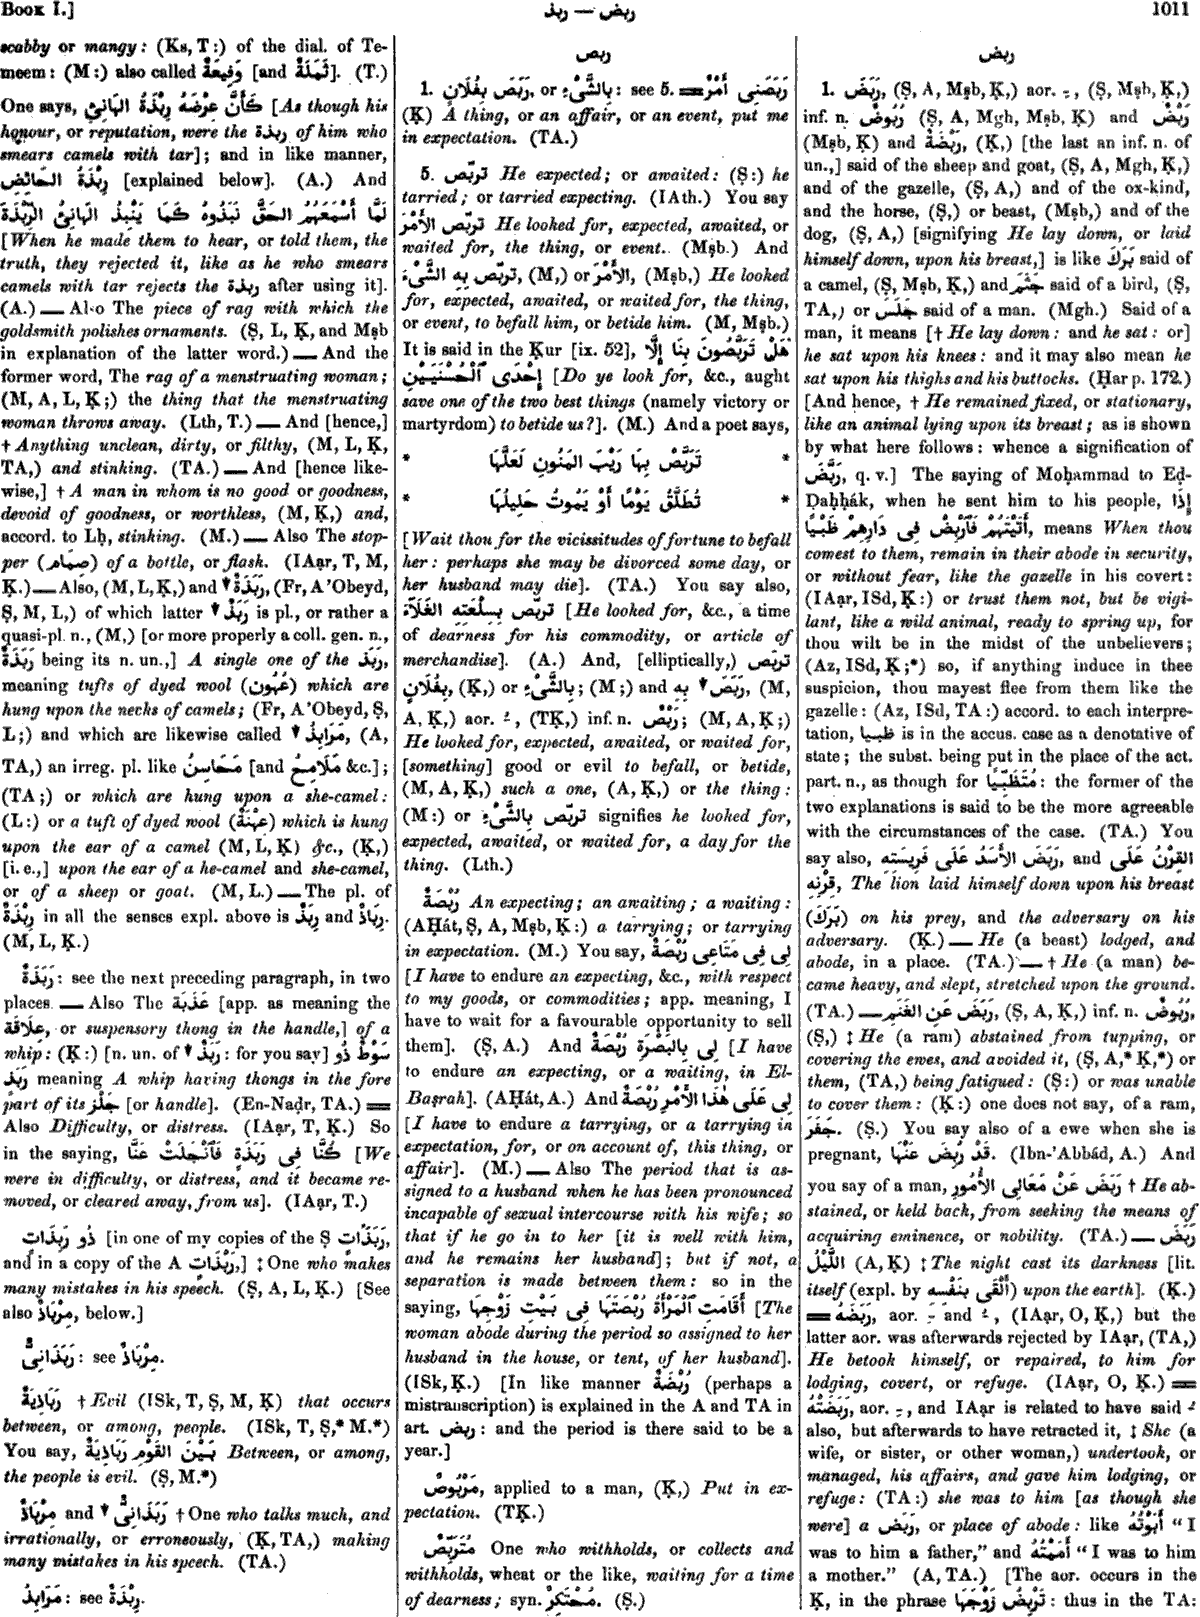 Book I.]
ربض — ربذ
1011
scabby or mangy: (Ks, T:) of the dial. of Te-
meem: (M:) also called وَفِيعَةٌ [and ثَمَلَةٌ]. (T.)
One says, كَأَنَّ عِرْضَهُ رِبْذَةُ الهَانِئِ [As though his
honour, or reputation, were the ربذة of him who
smears camels with tar]; and in like manner,
رِبْذَةُ الحَائِضِ [explained below]. (A.) And
لَمَّا أَسْمَعَهُمُ الحَقَّ نَبَذُوهُ كَمَا يَنْبِذُ الهَانِئُ الرِّبْذَةَ
[When he made them to hear, or told them, the
truth, they rejected it, like as he who smears
camels with tar rejects the ربذة after using it].
(A.) — Also The piece of rag with which the
goldsmith polishes ornaments. (Ṣ, L, Ḳ, and Mṣb
in explanation of the latter word.) — And the
former word, The rag of a menstruating woman;
(M, A, L, Ḳ;) the thing that the menstruating
woman throws away. (Lth, T.) — And [hence,]
† Anything unclean, dirty, or filthy, (M, L, Ḳ,
TA,) and stinking. (TA.) — And [hence like-
wise,] † A man in whom is no good or goodness,
devoid of goodness, or worthless, (M, Ḳ,) and,
accord. to Lḥ, stinking. (M.) — Also The stop-
per (صِمَام) of a bottle, or flask. (IAạr, T, M,
Ḳ.) — Also, (M, L, Ḳ,) and ▼ رَبَذَةٌ, (Fr, A'Obeyd,
Ṣ, M, L,) of which latter ▼ رَبَذٌ is pl., or rather a
quasi-pl. n., (M,) [or more properly a coll. gen. n.,
رَبَذَةٌ being its n. un.,] A single one of the رَبَذ,
meaning tufts of dyed wool (عُهُون) which are
hung upon the necks of camels; (Fr, A'Obeyd, Ṣ,
L;) and which are likewise called ▼ مَرَابِذُ, (A,
TA,) an irreg. pl. like مَحَاسِنُ [and مَلَامِحُ &c.];
(TA;) or which are hung upon a she-camel:
(L:) or a tuft of dyed wool (عِهْنَةٌ) which is hung
upon the ear of a camel (M, L, Ḳ) &c., (Ḳ,)
[i. e.,] upon the ear of a he-camel and she-camel,
or of a sheep or goat. (M, L.) — The pl. of
رِبْذَةٌ in all the senses expl. above is رِبَذٌ and رِبَاذٌ.
(M, L, Ḳ.)
رَبَذَةٌ: see the next preceding paragraph, in two
places. — Also The عَذَبَة [app. as meaning the
عِلَاقَة, or suspensory thong in the handle,] of a
whip: (Ḳ:) [n. un. of ▼ رَبَذٌ: for you say] سَوْطٌ ذُو
رَبَذٍ meaning A whip having thongs in the fore
part of its جَلْز [or handle]. (En-Naḍr, TA.) ==
Also Difficulty, or distress. (IAạr, T, Ḳ.) So
in the saying, كُنَّا فِى رَبَذَةٍ فَٱنْجَلَتْ عَنَّا [We
were in difficulty, or distress, and it became re-
moved, or cleared away, from us]. (IAạr, T.)
ذُو رَبِذَاتٍ [in one of my copies of the Ṣ رَبَذَاتٍ,
and in a copy of the A رَبْذَاتٍ,] ‡ One who makes
many mistakes in his speech. (Ṣ, A, L, Ḳ.) [See
also مِرْبَاذٌ, below.]
رَبَذَانِىٌّ: see مِرْبَاذٌ.
رَبَاذِيَةٌ † Evil (ISk, T, Ṣ, M, Ḳ) that occurs
between, or among, people. (ISk, T, Ṣ,* M.*)
You say, بَيْنَ القَوْمِ رَبَاذِيَةٌ Between, or among,
the people is evil. (Ṣ, M.*)
مِرْبَاذٌ and ▼ رَبَذَانِىٌّ † One who talks much, and
irrationally, or erroneously, (Ḳ, TA,) making
many mistakes in his speech. (TA.)
مَرَابِذُ: see رِبْذَةٌ.
ربص
1. رَبَصَ بِفُلَانٍ, or بِالشَّىْءِ: see 5. == رَبَصَنِى أَمْرٌ
(Ḳ) A thing, or an affair, or an event, put me
in expectation. (TA.)
5. تربّص He expected; or awaited: (Ṣ:) he
tarried; or tarried expecting. (IAth.) You say
تربّص الأَمْرَ He looked for, expected, awaited, or
waited for, the thing, or event. (Mṣb.) And
تربّص بِهِ الشَّىْءَ, (M,) or الأَمْرَ, (Mṣb,) He looked
for, expected, awaited, or waited for, the thing,
or event, to befall him, or betide him. (M, Mṣb.)
It is said in the Ḳur [ix. 52], هَلْ تَرَبَّصُونَ بِنَا إِلَّا
إِحْدَى ٱلْحُسْنَيَيْنِ [Do ye look for, &c., aught
save one of the two best things (namely victory or
martyrdom) to betide us?]. (M.) And a poet says,
* تَرَبَّصْ بِهَا رَيْبَ المَنُونِ لَعَلَّهَا *
* تُطَلَّقُ يَوْمًا أَوْ يَمُوتُ حَلِيلُهَا *
[Wait thou for the vicissitudes of fortune to befall
her: perhaps she may be divorced some day, or
her husband may die]. (TA.) You say also,
تربّص بِسِلْعَتِهِ الغَلَآءَ [He looked for, &c., a time
of dearness for his commodity, or article of
merchandise]. (A.) And, [elliptically,) تربّص
بِفُلَانٍ, (Ḳ,) or بِالشَّىْءِ; (M;) and ▼ رَبَصَ بِهِ, (M,
A, Ḳ,) aor. ـُ, (TḲ,) inf. n. رَبْصٌ; (M, A, Ḳ;)
He looked for, expected, awaited, or waited for,
[something] good or evil to befall, or betide,
(M, A, Ḳ,) such a one, (A, Ḳ,) or the thing:
(M:) or تربّص بِالشَّىْءِ signifies he looked for,
expected, awaited, or waited for, a day for the
thing. (Lth.)
رُبْصَةٌ An expecting; an awaiting; a waiting:
(AḤát, Ṣ, A, Mṣb, Ḳ:) a tarrying; or tarrying
in expectation. (M.) You say, لِى فِى مَتَاعِى رُبْصَةٌ
[I have to endure an expecting, &c., with respect
to my goods, or commodities; app. meaning, I
have to wait for a favourable opportunity to sell
them]. (Ṣ, A.) And لِى بِالبَصْرَةِ رُبْصَةٌ [I have
to endure an expecting, or a waiting, in El-
Baṣrah]. (AḤát, A.) And لِى عَلَى هٰذَا الأَمْرِ رُبْصَةٌ
[I have to endure a tarrying, or a tarrying in
expectation, for, or on account of, this thing, or
affair]. (M.) — Also The period that is as-
signed to a husband when he has been pronounced
incapable of sexual intercourse with his wife; so
that if he go in to her [it is well with him,
and he remains her husband]; but if not, a
separation is made between them: so in the
saying, أَقَامَتِ ٱلْمَرْأَةُ رُبْصَتَهَا فِى بَيْتِ زَوْجِهَا [The
woman abode during the period so assigned to her
husband in the house, or tent, of her husband].
(ISk, Ḳ.) [In like manner رُبْضَةٌ (perhaps a
mistranscription) is explained in the A and TA in
art. ربض: and the period is there said to be a
year.]
مَرْبُوصٌ, applied to a man, (Ḳ,) Put in ex-
pectation. (TḲ.)
مُتَرَبِّصٌ One who withholds, or collects and
withholds, wheat or the like, waiting for a time
of dearness; syn. مُحْتَكِرٌ. (Ṣ.)
ربض
1. رَبَضَ, (Ṣ, A, Mṣb, Ḳ,) aor. ـِ, (Ṣ, Mṣb, Ḳ,)
inf. n. رُبُوضٌ (Ṣ, A, Mgh, Mṣb, Ḳ) and رَبْضٌ
(Mṣb, Ḳ) and رَبْضَةٌ, (Ḳ,) [the last an inf. n. of
un.,] said of the sheep and goat, (Ṣ, A, Mgh, Ḳ,)
and of the gazelle, (Ṣ, A,) and of the ox-kind,
and the horse, (Ṣ,) or beast, (Mṣb,) and of the
dog, (Ṣ, A,) [signifying He lay down, or laid
himself down, upon his breast,] is like بَرَكَ said of
a camel, (Ṣ, Mṣb, Ḳ,) and جَثَمَ said of a bird, (Ṣ,
TA,) or جَلَسَ said of a man. (Mgh.) Said of a
man, it means [† He lay down: and he sat: or]
he sat upon his knees: and it may also mean he
sat upon his thighs and his buttocks. (Ḥar p. 172.)
[And hence, † He remained fixed, or stationary,
like an animal lying upon its breast; as is shown
by what here follows: whence a signification of
رَبَّضَ, q. v.] The saying of Moḥammad to Eḍ-
Ḍaḥḥák, when he sent him to his people, إِذَا
أَتَيْتَهُمْ فَٱرْبِضْ فِى دَارِهِمْ ظَبْيًا, means When thou
comest to them, remain in their abode in security,
or without fear, like the gazelle in his covert:
(IAạr, ISd, Ḳ:) or trust them not, but be vigi-
lant, like a wild animal, ready to spring up, for
thou wilt be in the midst of the unbelievers;
(Az, ISd, Ḳ;*) so, if anything induce in thee
suspicion, thou mayest flee from them like the
gazelle: (Az, ISd, TA:) accord. to each interpre-
tation, ظبيا is in the accus. case as a denotative of
state; the subst. being put in the place of the act.
part. n., as though for مُتَظَبِّيًا: the former of the
two explanations is said to be the more agreeable
with the circumstances of the case. (TA.) You
say also, رَبَضَ الأَسَدُ عَلَى فَرِيسَتِهِ, and القِرْنُ عَلَى
قِرْنِهِ, The lion laid himself down upon his breast
(بَرَكَ) on his prey, and the adversary on his
adversary. (Ḳ.) — He (a beast) lodged, and
abode, in a place. (TA.) — † He (a man) be-
came heavy, and slept, stretched upon the ground.
(TA.) — رَبَضَ عَنِ الغَنَمِ, (Ṣ, A, Ḳ,) inf. n. رُبُوضٌ,
(Ṣ,) ‡ He (a ram) abstained from tupping, or
covering the ewes, and avoided it, (Ṣ, A,* Ḳ,*) or
them, (TA,) being fatigued: (Ṣ:) or was unable
to cover them: (Ḳ:) one does not say, of a ram,
جَفَرَ. (Ṣ.) You say also of a ewe when she is
pregnant, قَدْ رُبِضَ عَنْهَا. (Ibn-'Abbád, A.) And
you say of a man, رَبَضَ عَنْ مَعَالِى الأُمُورِ † He ab-
stained, or held back, from seeking the means of
acquiring eminence, or nobility. (TA.) — رَبَضَ
اللَّيْلُ (A, Ḳ) ‡ The night cast its darkness [lit.
itself (expl. by أَلْقَى بِنَفْسِهِ) upon the earth]. (Ḳ.)
== رَبَضَهُ, aor. ـِ and ـُ, (IAạr, O, Ḳ,) but the
latter aor. was afterwards rejected by IAạr, (TA,)
He betook himself, or repaired, to him for
lodging, covert, or refuge. (IAạr, O, Ḳ.) ==
رَبَضَتْهُ, aor. ـِ, and IAạr is related to have said ـُ
also, but afterwards to have retracted it, ‡ She (a
wife, or sister, or other woman,) undertook, or
managed, his affairs, and gave him lodging, or
refuge: (TA:) she was to him [as though she
were] a رَبَض, or place of abode: like أَبَوْتُهُ “I
was to him a father,” and أَمَمْتُهُ “I was to him
a mother.” (A, TA.) [The aor. occurs in the
Ḳ, in the phrase تَرْبِضُ زَوْجَهَا: thus in the TA: